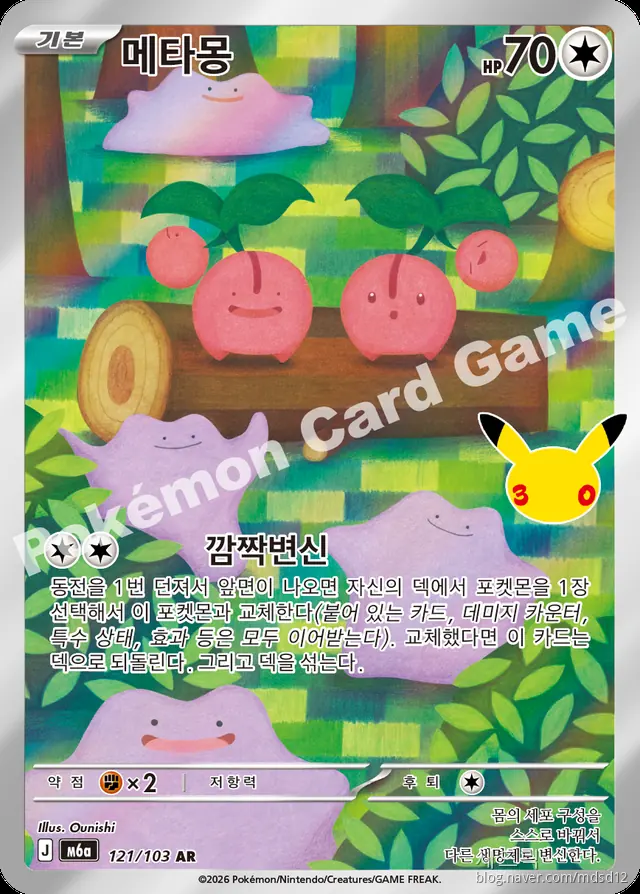 기본 메타몽 HP 70
Pokémon Card Game
3 0
깜짝변신
동전을 1번 던져서 앞면이 나오면 자신의 덱에서 포켓몬을 1장
선택해서 이 포켓몬과 교체한다(붙어 있는 카드, 데미지 카운터,
특수 상태, 효과 등은 모두 이어받는다). 교체했다면 이 카드는
덱으로 되돌린다. 그리고 덱을 섞는다.
약점 ×2 저항력 후퇴
Illus. Ounishi
J M6a 121/103 AR
몸의 세포 구성을
스스로 바꿔서
다른 생명체로 변신한다.
©2026 Pokémon/Nintendo/Creatures/GAME FREAK.
blog.naver.com/mdsd12